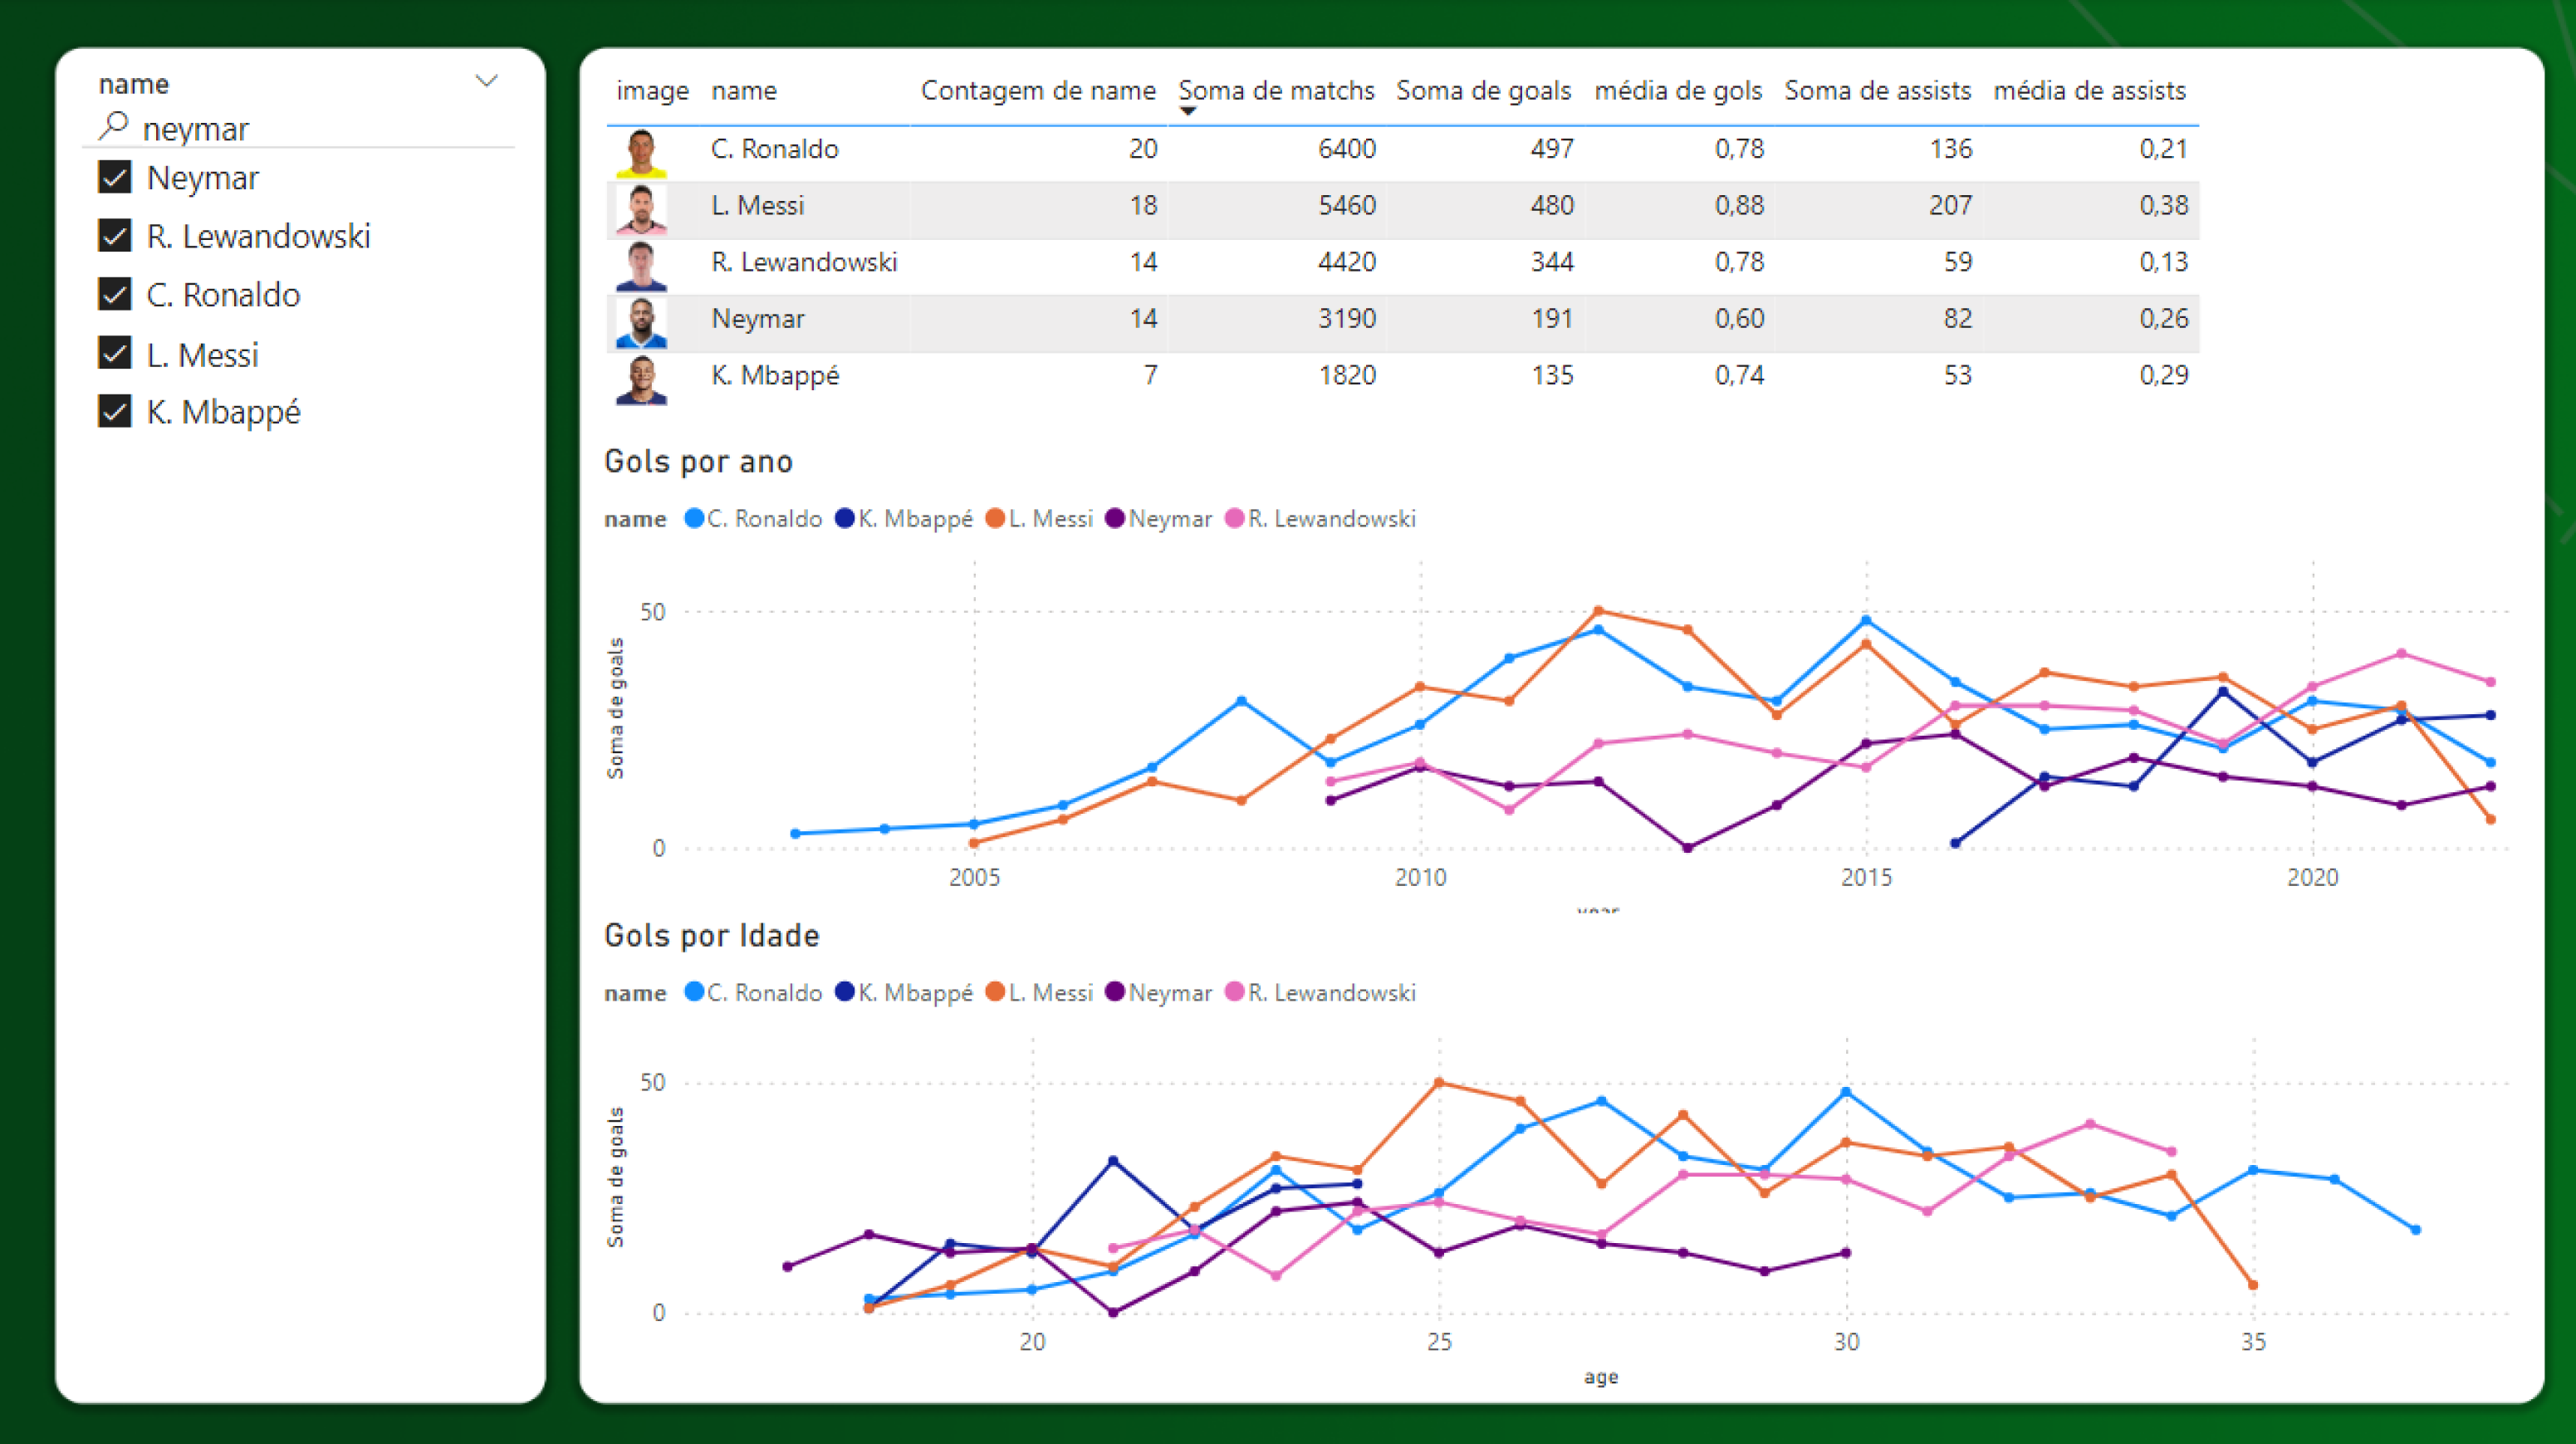 name
neymar
Neymar
R. Lewandowski
C. Ronaldo
L. Messi
K. Mbappé
image name Contagem de name Soma de matchs Soma de goals média de gols Soma de assists média de assists
C. Ronaldo 20 6400 497 0,78 136 0,21
L. Messi 18 5460 480 0,88 207 0,38
R. Lewandowski 14 4420 344 0,78 59 0,13
Neymar 14 3190 191 0,60 82 0,26
K. Mbappé 7 1820 135 0,74 53 0,29
Gols por ano
name C. Ronaldo K. Mbappé L. Messi Neymar R. Lewandowski
50
Soma de goals
0
2005 2010 2015 2020
year
Gols por Idade
name C. Ronaldo K. Mbappé L. Messi Neymar R. Lewandowski
50
Soma de goals
0
20 25 30 35
age